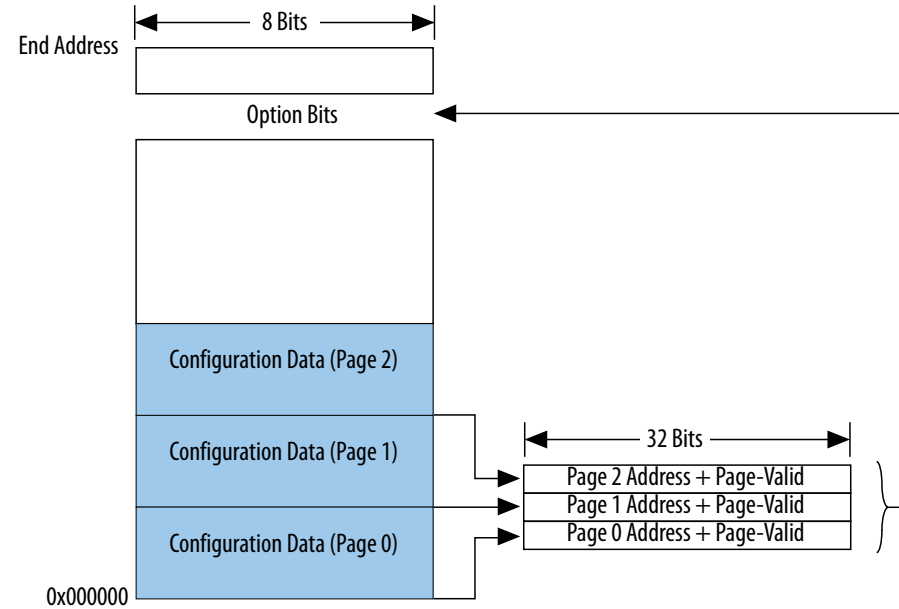 8 Bits
End Address
Option Bits
Configuration Data (Page 2)
Configuration Data (Page 1)
32 Bits
Page 2 Address + Page-Valid
Page 1 Address + Page-Valid
Page 0 Address + Page-Valid
Configuration Data (Page 0)
0x000000